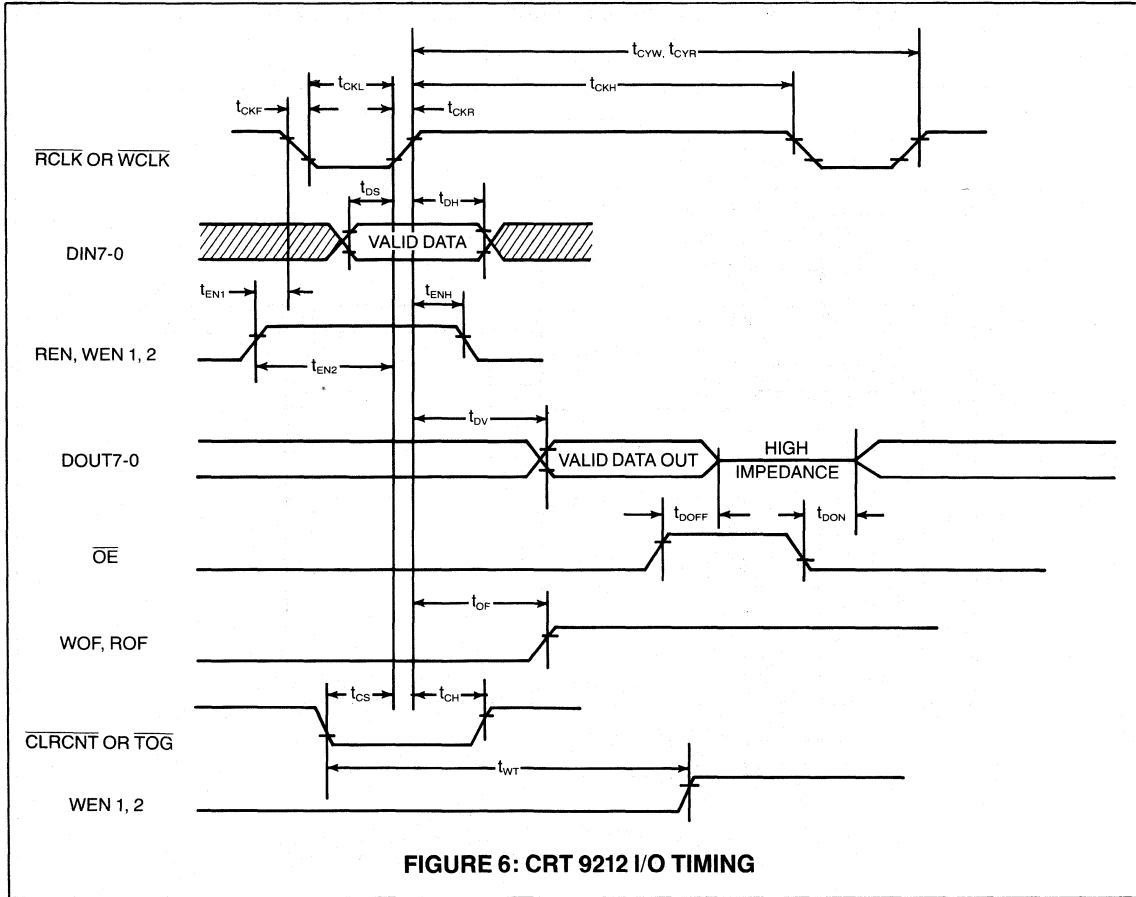 tCYW, tCYR
tCKL
tCKH
tCKF
tCKR
RCLK OR WCLK
tDS
tDH
VALID DATA
DIN7-0
tEN1
tENH
REN, WEN 1, 2
tEN2
tDV
DOUT7-0
VALID DATA OUT
HIGH
IMPEDANCE
tDOFF
tDON
OE
tOF
WOF, ROF
tCS
tCH
CLRCNT OR TOG
tWT
WEN 1, 2
FIGURE 6: CRT 9212 I/O TIMING